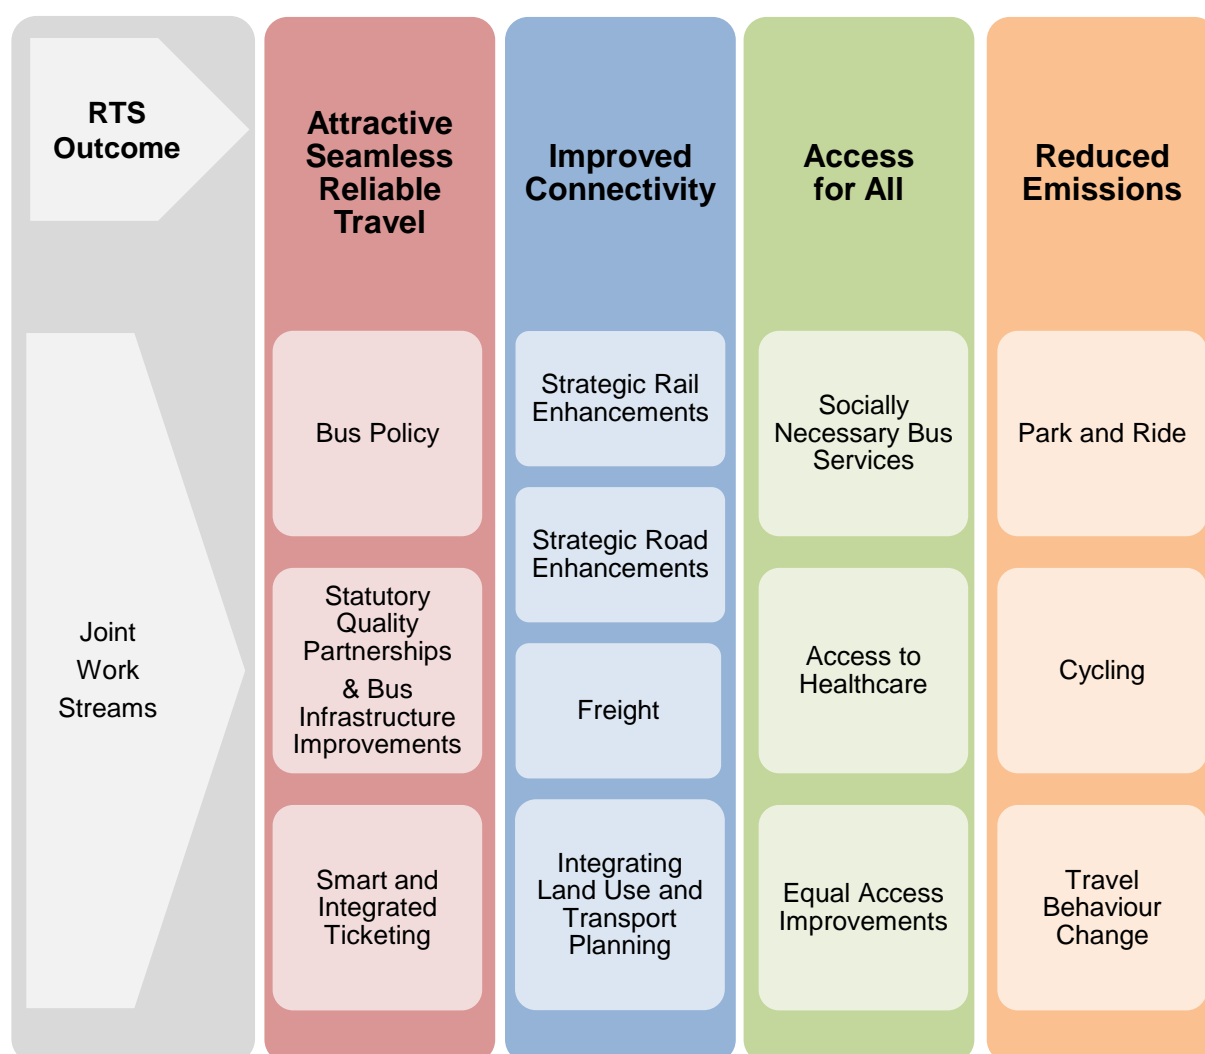 RTS
Outcome
Attractive
Seamless
Reliable
Travel
Improved
Connectivity
Access
for All
Reduced
Emissions
Joint
Work
Streams
Bus Policy
Statutory
Quality
Partnerships
& Bus
Infrastructure
Improvements
Smart and
Integrated
Ticketing
Strategic Rail
Enhancements
Strategic Road
Enhancements
Freight
Integrating
Land Use and
Transport
Planning
Socially
Necessary Bus
Services
Access to
Healthcare
Equal Access
Improvements
Park and Ride
Cycling
Travel
Behaviour
Change